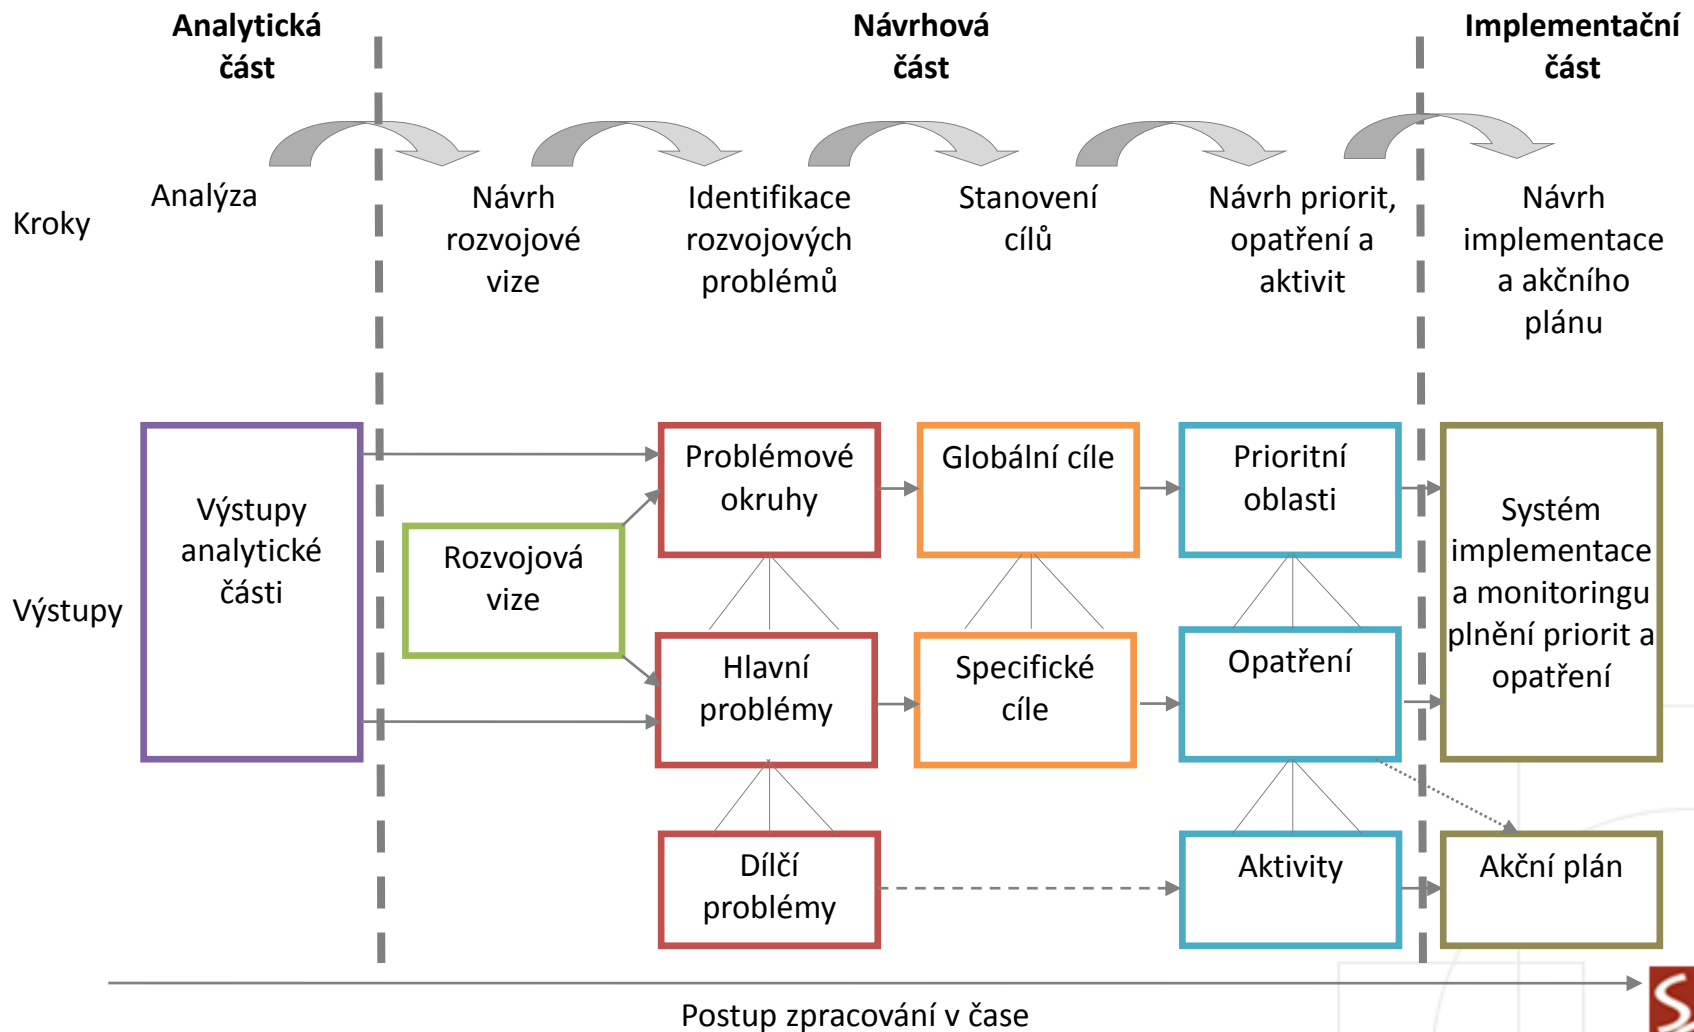 Analytická
část
Návrhová
část
Implementační
část
Kroky
Analýza
Návrh
rozvojové
vize
Identifikace
rozvojových
problémů
Stanovení
cílů
Návrh priorit,
opatření a
aktivit
Návrh
implementace
a akčního
plánu
Výstupy
Výstupy
analytické
části
Rozvojová
vize
Problémové
okruhy
Hlavní
problémy
Dílčí
problémy
Globální cíle
Specifické
cíle
Prioritní
oblasti
Opatření
Aktivity
Systém
implementace
a monitoringu
plnění priorit a
opatření
Akční plán
Postup zpracování v čase